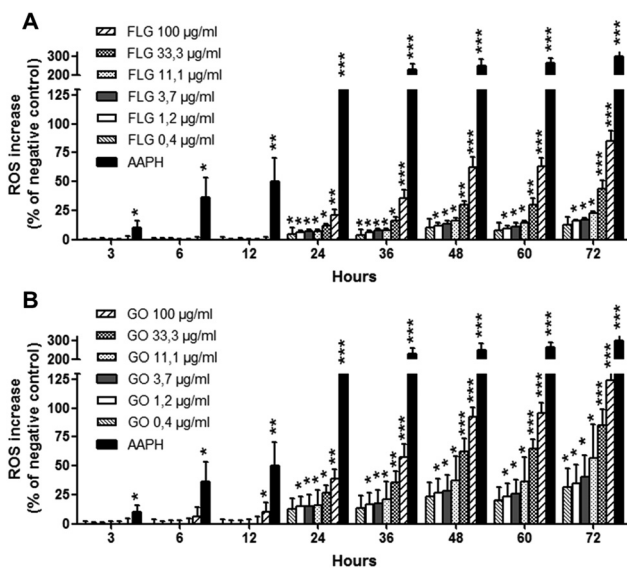 A
FLG 100 µg/ml
FLG 33,3 µg/ml
FLG 11,1 µg/ml
FLG 3,7 µg/ml
FLG 1,2 µg/ml
FLG 0,4 µg/ml
AAPH
ROS increase
(% of negative control)
300
200
125
100
75
50
25
0
* * ** * * * * * ** *** * * * * ** *** *** * * * * ** *** *** * * * * ** *** *** * * * *** *** ***
3 6 12 24 36 48 60 72
Hours
B
GO 100 µg/ml
GO 33,3 µg/ml
GO 11,1 µg/ml
GO 3,7 µg/ml
GO 1,2 µg/ml
GO 0,4 µg/ml
AAPH
ROS increase
(% of negative control)
300
200
125
100
75
50
25
0
3 6 12 24 36 48 60 72
Hours